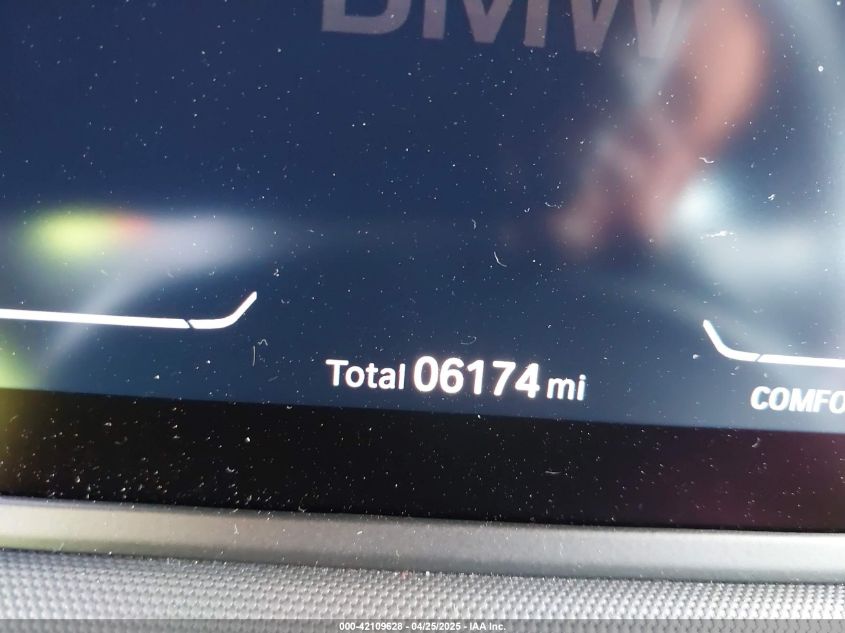 BMW
Total 06174 mi
COMFO
000-42109628 - 04/25/2025 - IAA Inc.